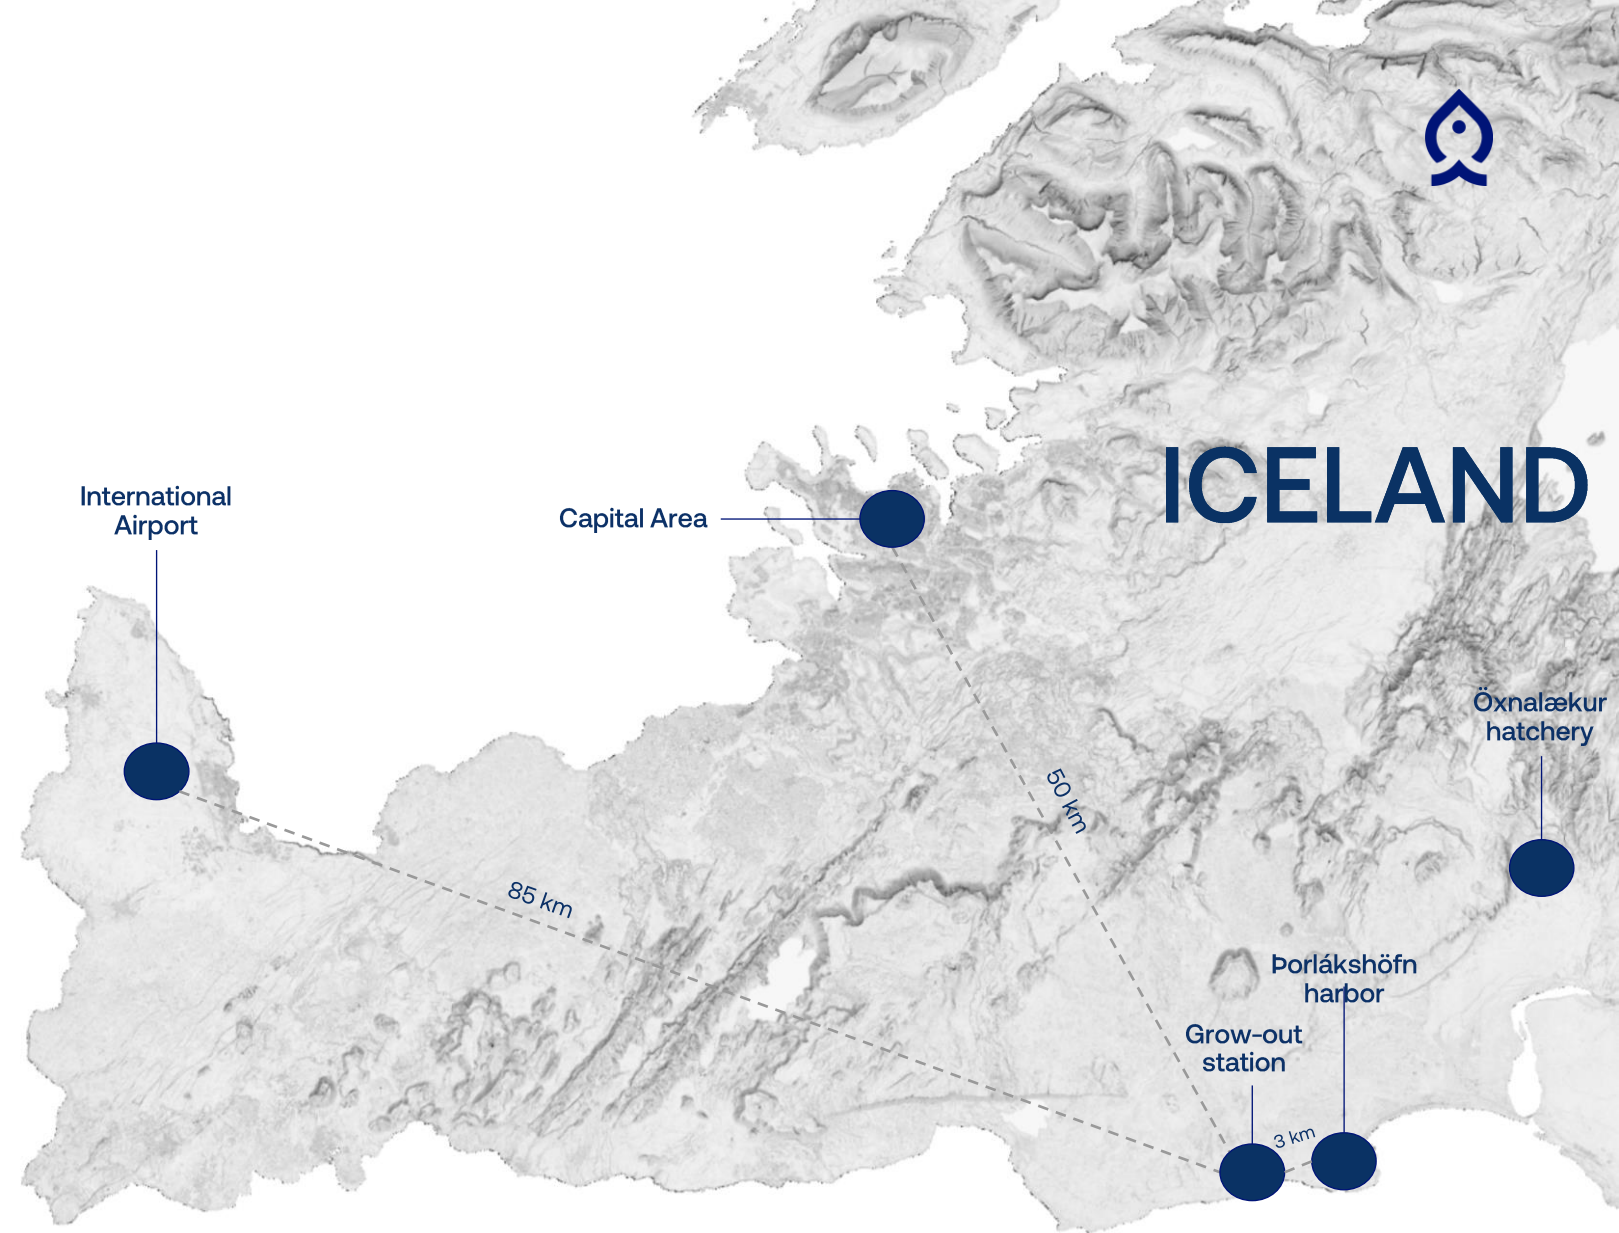 ICELAND
International
Airport
Capital Area
Öxnalækur
hatchery
50 km
85 km
Þorlákshöfn
harbor
Grow-out
station
3 km